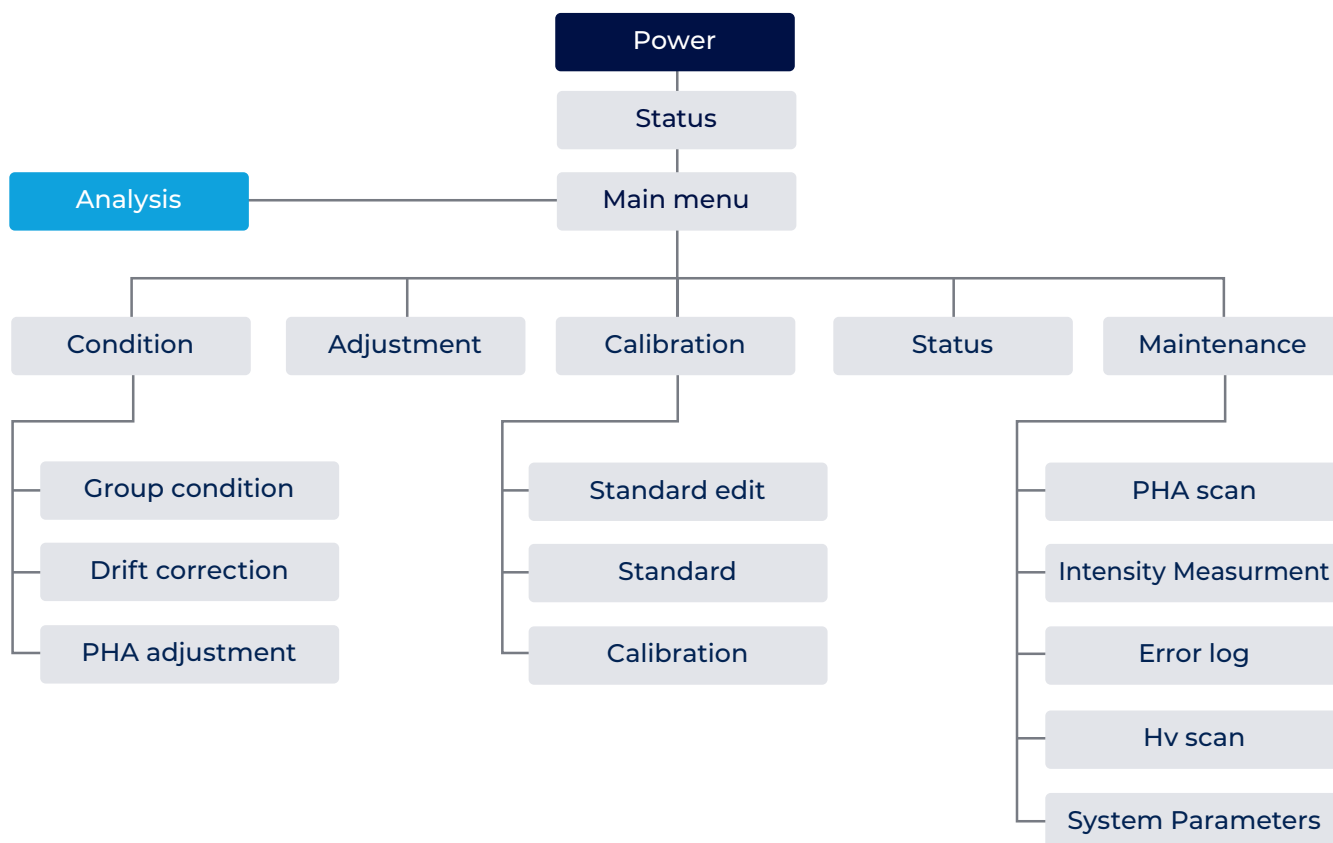 Power
Status
Analysis
Main menu
Condition
Adjustment
Calibration
Status
Maintenance
Group condition
Standard edit
PHA scan
Drift correction
Standard
Intensity Measurment
PHA adjustment
Calibration
Error log
Hv scan
System Parameters